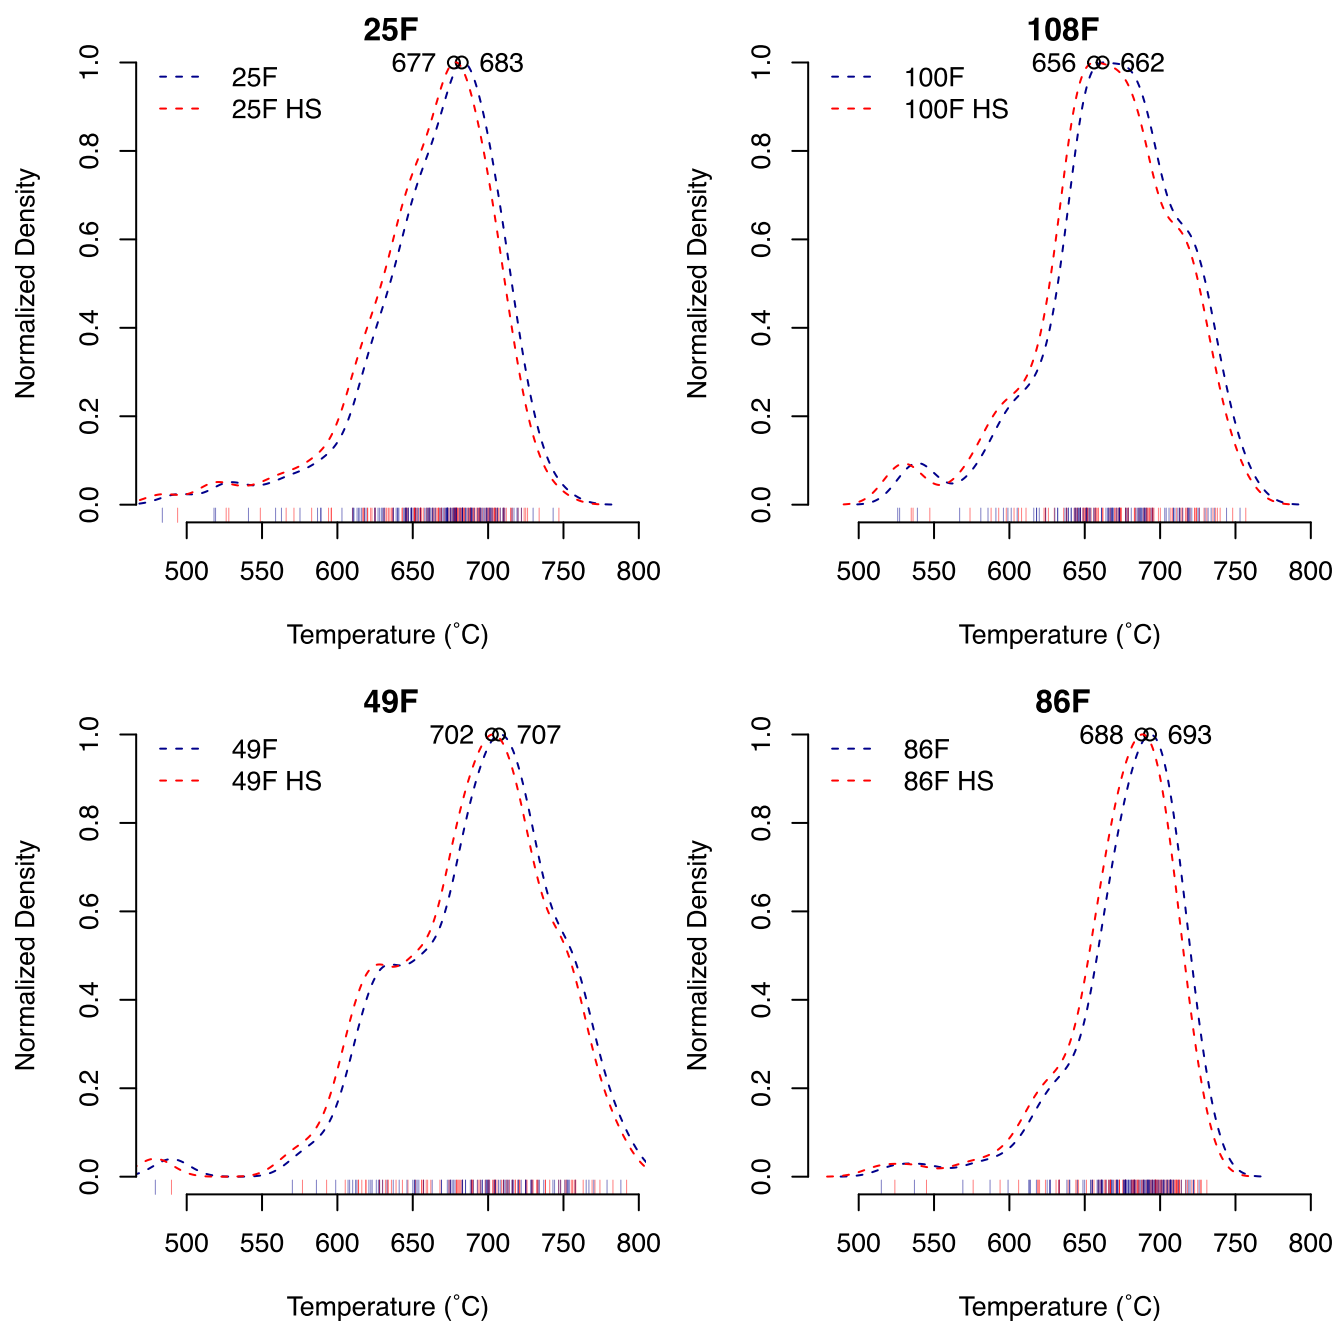 25F
677 683
25F
25F HS
Normalized Density
0.0 0.2 0.4 0.6 0.8 1.0
500 550 600 650 700 750 800
Temperature (˚C)
108F
656 662
100F
100F HS
Normalized Density
0.0 0.2 0.4 0.6 0.8 1.0
500 550 600 650 700 750 800
Temperature (˚C)
49F
702 707
49F
49F HS
Normalized Density
0.0 0.2 0.4 0.6 0.8 1.0
500 550 600 650 700 750 800
Temperature (˚C)
86F
688 693
86F
86F HS
Normalized Density
0.0 0.2 0.4 0.6 0.8 1.0
500 550 600 650 700 750 800
Temperature (˚C)